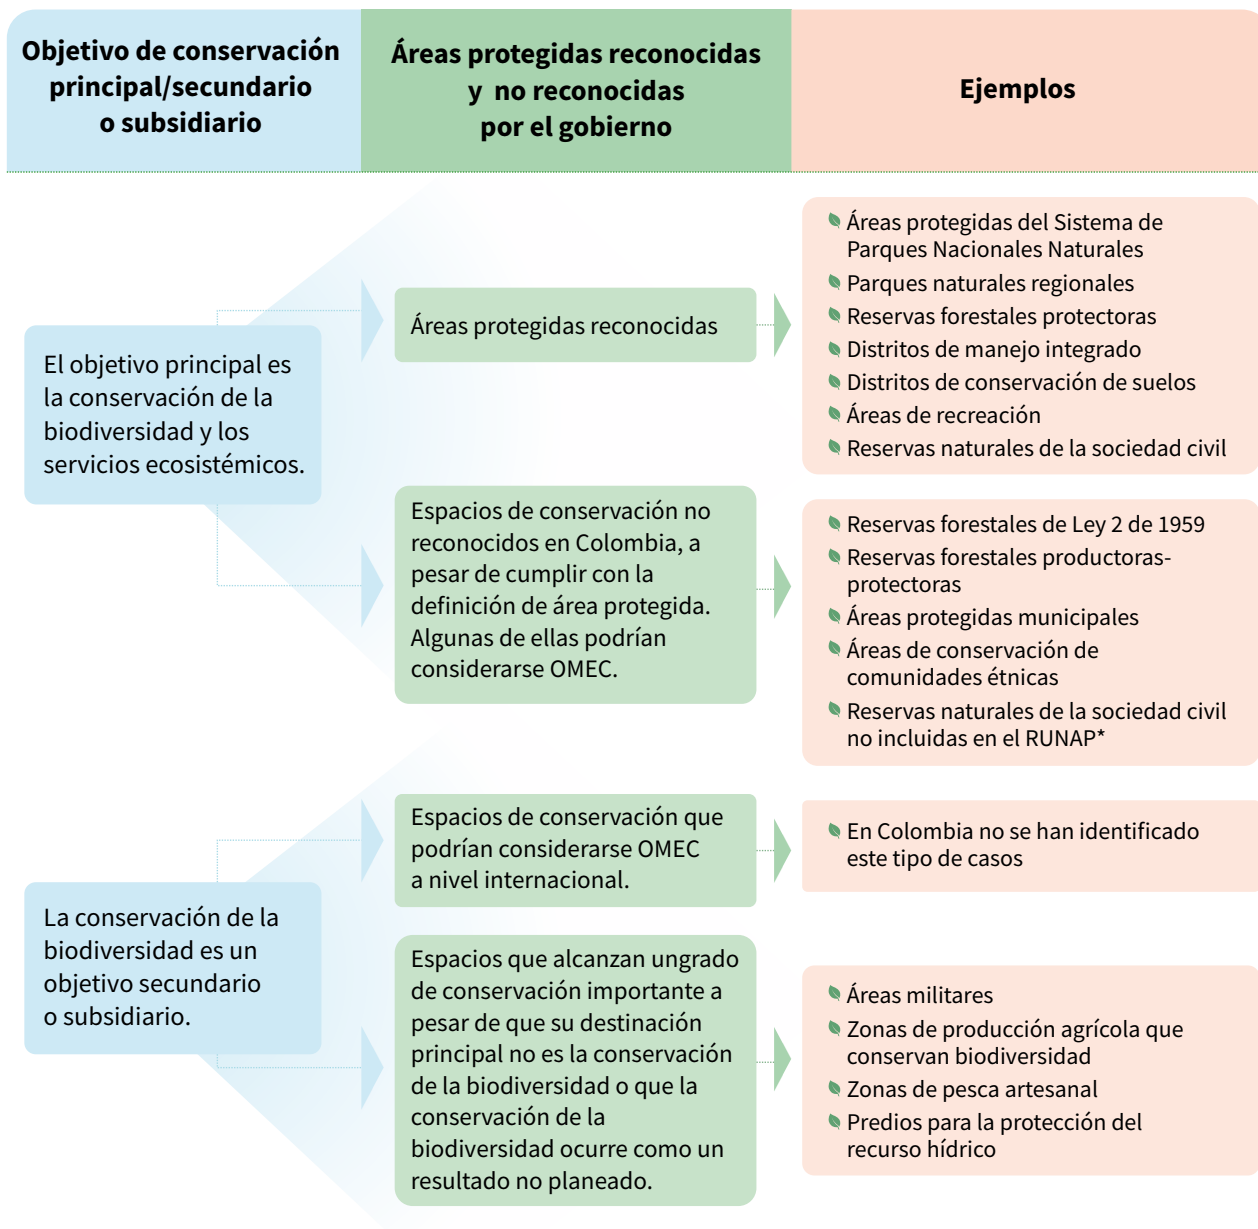 Objetivo de conservación
principal/secundario
o subsidiario
Áreas protegidas reconocidas
y no reconocidas
por el gobierno
Ejemplos
El objetivo principal es
la conservación de la
biodiversidad y los
servicios ecosistémicos.
Áreas protegidas reconocidas
Áreas protegidas del Sistema de
Parques Nacionales Naturales
Parques naturales regionales
Reservas forestales protectoras
Distritos de manejo integrado
Distritos de conservación de suelos
Áreas de recreación
Reservas naturales de la sociedad civil
Espacios de conservación no
reconocidos en Colombia, a
pesar de cumplir con la
definición de área protegida.
Algunas de ellas podrían
considerarse OMEC.
Reservas forestales de Ley 2 de 1959
Reservas forestales productoras-
protectoras
Áreas protegidas municipales
Áreas de conservación de
comunidades étnicas
Reservas naturales de la sociedad civil
no incluidas en el RUNAP*
La conservación de la
biodiversidad es un
objetivo secundario
o subsidiario.
Espacios de conservación que
podrían considerarse OMEC
a nivel internacional.
En Colombia no se han identificado
este tipo de casos
Espacios que alcanzan ungrado
de conservación importante a
pesar de que su destinación
principal no es la conservación
de la biodiversidad o que la
conservación de la
biodiversidad ocurre como un
resultado no planeado.
Áreas militares
Zonas de producción agrícola que
conservan biodiversidad
Zonas de pesca artesanal
Predios para la protección del
recurso hídrico